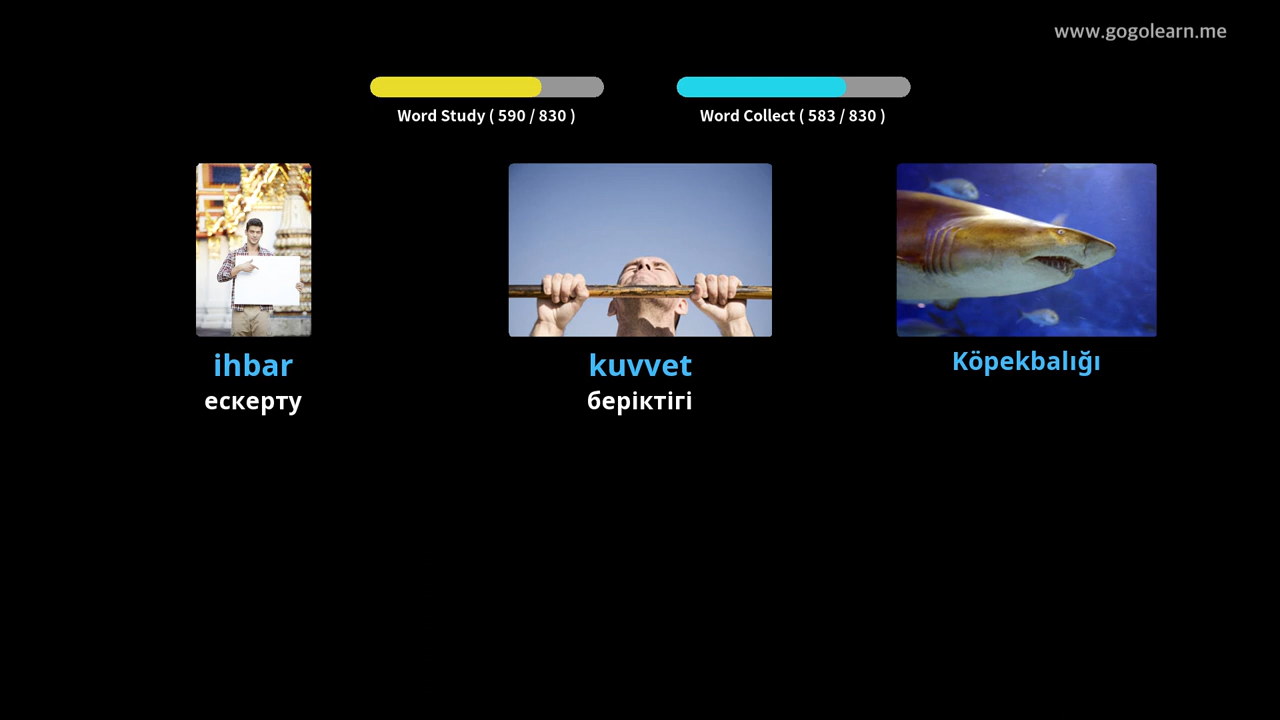 www.gogolearn.me
Word Study ( 590 / 830 )
Word Collect ( 583 / 830 )
ihbar
ескерту
kuvvet
беріктігі
Köpekbalığı